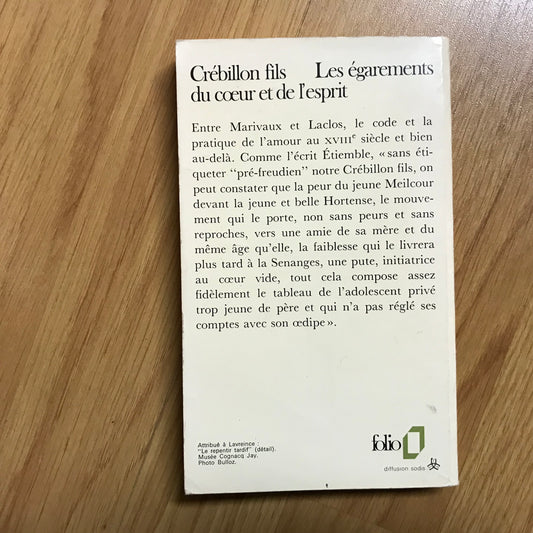 Crébillon fils Les égarements
du cœur et de l'esprit
Entre Marivaux et Laclos, le code et la
pratique de l'amour au XVIIIe siècle et bien
au-delà. Comme l'écrit Étiemble, « sans éti-
queter ‘‘pré-freudien’’ notre Crébillon fils, on
peut constater que la peur du jeune Meilcour
devant la jeune et belle Hortense, le mouve-
ment qui le porte, non sans peurs et sans
reproches, vers une amie de sa mère et du
même âge qu'elle, la faiblesse qui le livrera
plus tard à la Senanges, une pute, initiatrice
au cœur vide, tout cela compose assez
fidèlement le tableau de l'adolescent privé
trop jeune de père et qui n'a pas réglé ses
comptes avec son œdipe ».
Attribué à Lavreince :
"Le repentir tardif" (détail).
Musée Cognacq Jay.
Photo Bulloz.
folio
diffusion sodis